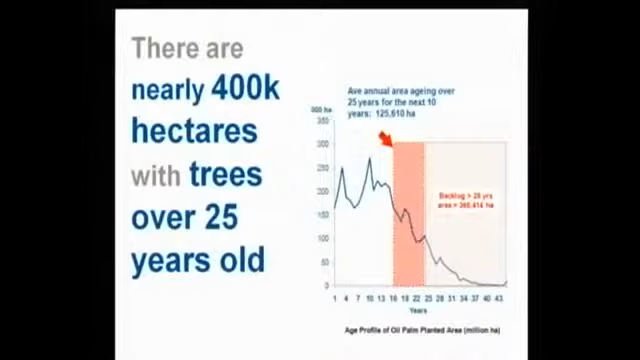 There are
nearly 400k
hectares
with trees
over 25
years old
Ave annual area ageing over
25 years for the next 10
years: 125,610 ha
000 ha
350
300
250
200
150
100
50
0
Backlog > 25 yrs
area =
1 4 7 10 13 16 19 22 25 28 31 34 37 40 43
Years
Age Profile of Oil Palm Planted Area (million ha)